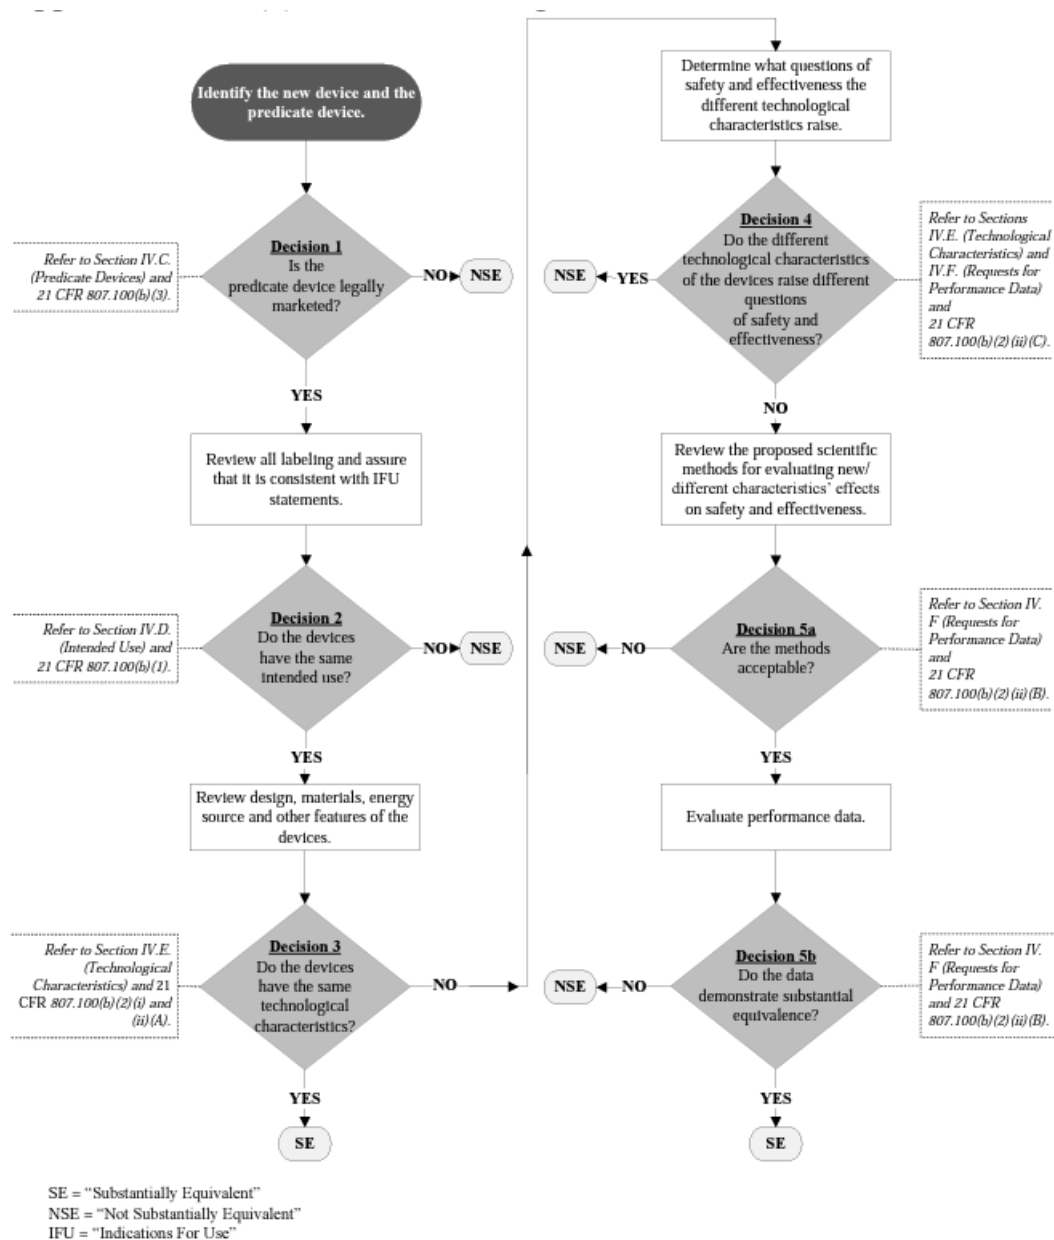 Identify the new device and the
predicate device.
Refer to Section IV.C.
(Predicate Devices) and
21 CFR 807.100(b)(3).
Decision 1
Is the
predicate device legally
marketed?
NO
NSE
YES
Review all labeling and assure
that it is consistent with IFU
statements.
Refer to Section IV.D.
(Intended Use) and
21 CFR 807.100(b)(1).
Decision 2
Do the devices
have the same
intended use?
NO
NSE
YES
Review design, materials, energy
source and other features of the
devices.
Refer to Section IV.E.
(Technological
Characteristics) and 21
CFR 807.100(b)(2)(i) and
(ii)(A).
Decision 3
Do the devices
have the same
technological
characteristics?
NO
YES
SE
Determine what questions of
safety and effectiveness the
different technological
characteristics raise.
Decision 4
Do the different
technological characteristics
of the devices raise different
questions
of safety and
effectiveness?
YES
NSE
Refer to Sections
IV.E. (Technological
Characteristics) and
IV.F. (Requests for
Performance Data)
and
21 CFR
807.100(b)(2)(ii)(C).
NO
Review the proposed scientific
methods for evaluating new/
different characteristics’ effects
on safety and effectiveness.
Decision 5a
Are the methods
acceptable?
NO
NSE
Refer to Section IV.
F (Requests for
Performance Data)
and
21 CFR
807.100(b)(2)(ii)(B).
YES
Evaluate performance data.
Decision 5b
Do the data
demonstrate substantial
equivalence?
NO
NSE
Refer to Section IV.
F (Requests for
Performance Data)
and 21 CFR
807.100(b)(2)(ii)(B).
YES
SE
SE = “Substantially Equivalent”
NSE = “Not Substantially Equivalent”
IFU = “Indications For Use”